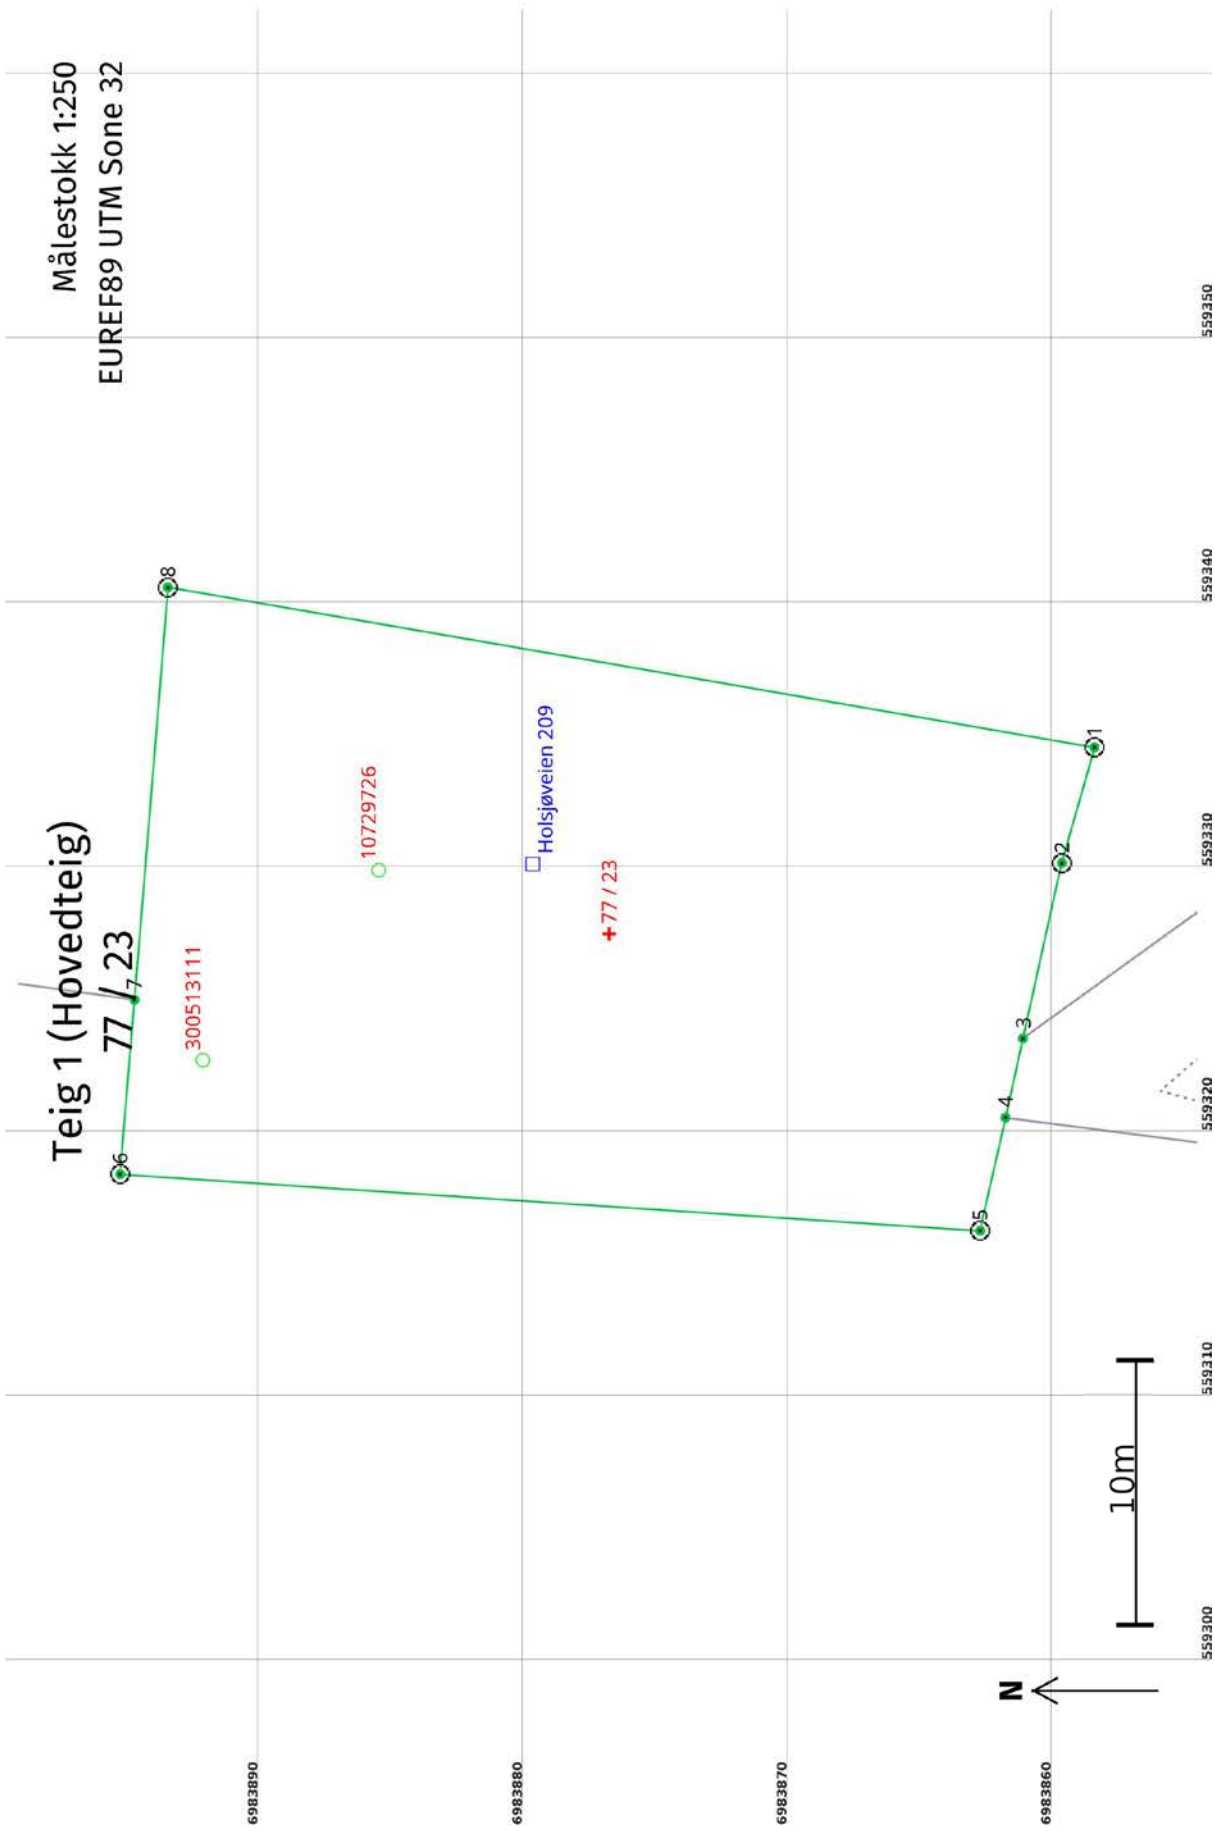 Målestokk 1:250
EUREF89 UTM Sone 32
Teig 1 (Hovedteig)
77 / 23
6
7
8
300513111
10729726
Holsjøveien 209
77 / 23
5
4
3
2
1
10m
N
6983890
6983880
6983870
6983860
559300
559310
559320
559330
559340
559350